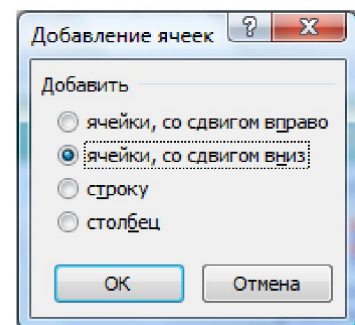 Добавление ячеек ? X
Добавить
ячейки, со сдвигом вправо
ячейки, со сдвигом вниз
строку
столбец
ОК Отмена